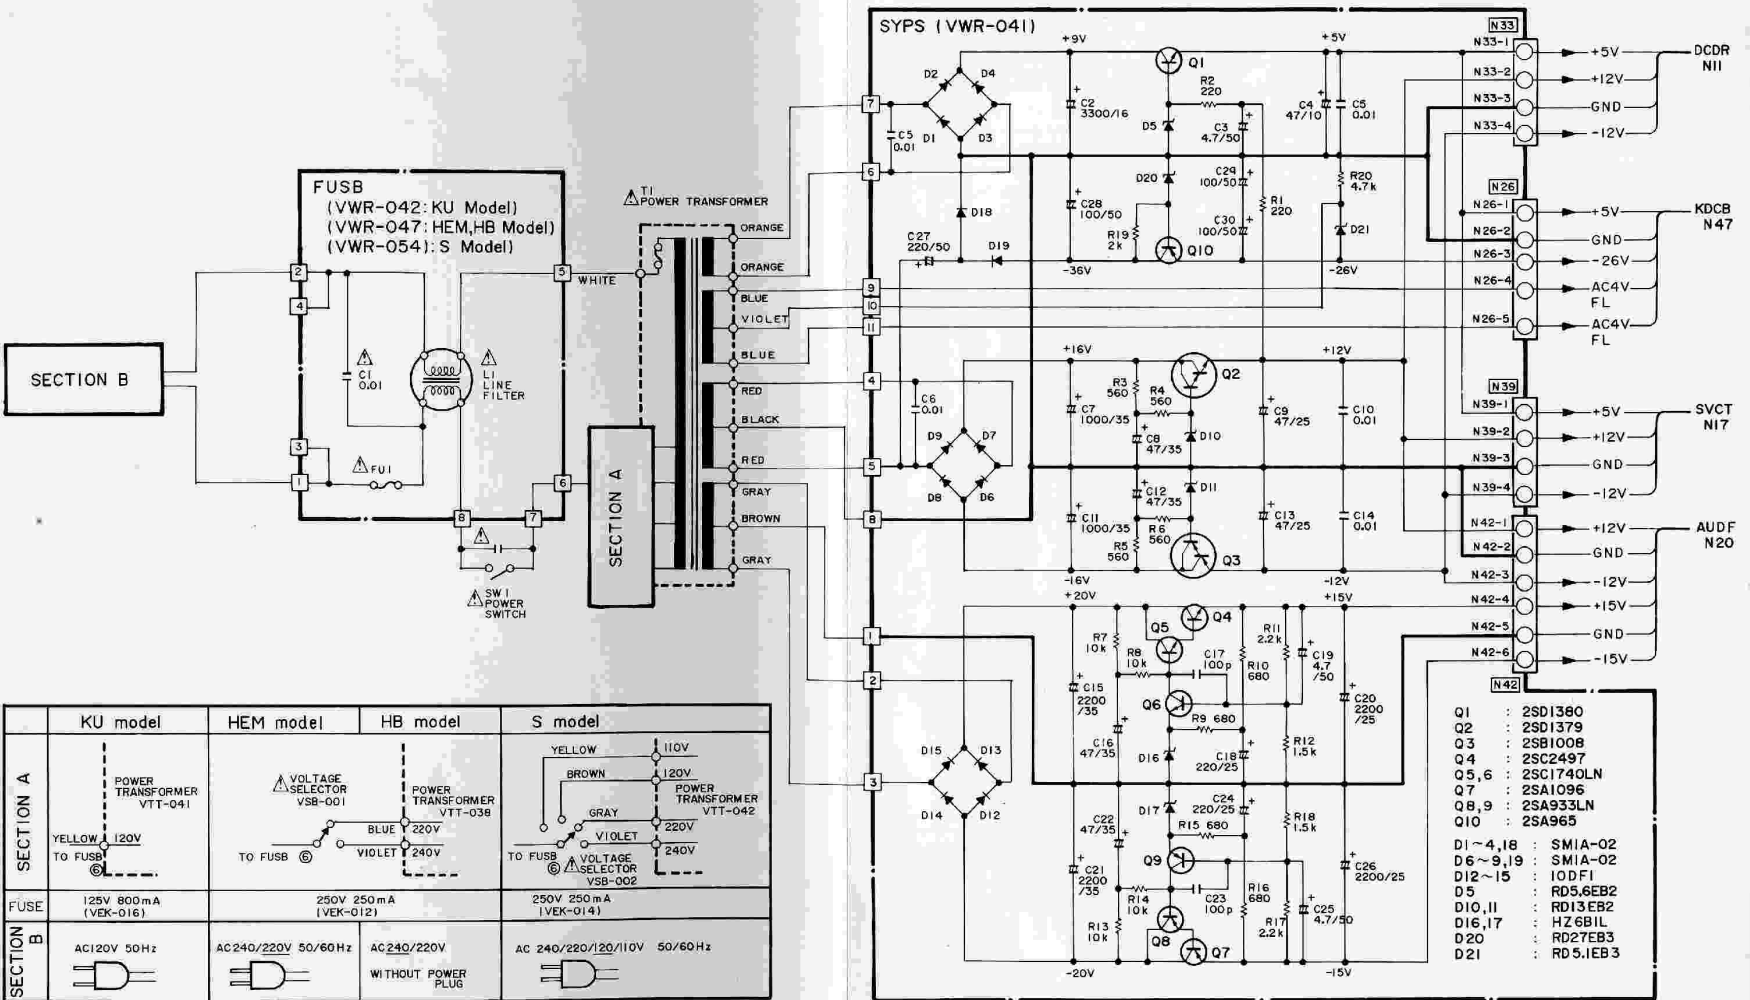 SYPS (VWR-041)
FUSB
(VWR-042: KU Model)
(VWR-047: HEM,HB Model)
(VWR-054): S Model)
SECTION B
2
4
3
1
C1
0.01
L1
LINE
FILTER
FU1
5
6
8
7
WHITE
SW1
POWER
SWITCH
T1
POWER TRANSFORMER
SECTION A
ORANGE
ORANGE
BLUE
VIOLET
BLUE
RED
BLACK
RED
GRAY
BROWN
GRAY
7
6
9
10
11
4
5
8
1
2
3
+9V
+5V
D2
D4
D1
D3
C5
0.01
C2
3300/16
Q1
R2
220
D5
C3
4.7/50
C4
47/10
C5
0.01
D20
C29
100/50
R20
4.7k
D18
C28
100/50
R1
220
C27
220/50
D19
R19
2k
Q10
C30
100/50
D21
-36V
-26V
+16V
+12V
C6
0.01
D9
D7
D8
D6
C7
1000/35
R3
560
R4
560
Q2
C8
47/35
D10
C9
47/25
C10
0.01
C12
47/35
D11
C11
1000/35
R5
560
R6
560
C13
47/25
C14
0.01
Q3
-16V
-12V
+20V
+15V
R7
10k
Q5
Q4
R8
10k
C17
100p
R10
680
R11
2.2k
C19
4.7
/50
C15
2200
/35
Q6
R9 680
C20
2200
/25
C16
47/35
D16
C18
220/25
R12
1.5k
D15
D13
D14
D12
D17
C24
220/25
C22
47/35
R15 680
R18
1.5k
Q9
C21
2200
/35
C26
2200/25
R14
10k
C23
100p
R16
680
R17
2.2k
C25
4.7/50
R13
10k
Q8
Q7
-20V
-15V
N33
N33-1 +5V
N33-2 +12V
N33-3 GND
N33-4 -12V
DCDR
N11
N26
N26-1 +5V
N26-2 GND
N26-3 -26V
N26-4 AC4V
FL
N26-5 AC4V
FL
KDCB
N47
N39
N39-1 +5V
N39-2 +12V
N39-3 GND
N39-4 -12V
SVCT
N17
N42-1 +12V
N42-2 GND
N42-3 -12V
N42-4 +15V
N42-5 GND
N42-6 -15V
N42
AUDF
N20
Q1 : 2SD1380
Q2 : 2SD1379
Q3 : 2SB1008
Q4 : 2SC2497
Q5,6 : 2SC1740LN
Q7 : 2SA1096
Q8,9 : 2SA933LN
Q10 : 2SA965
D1~4,18 : SM1A-02
D6~9,19 : SM1A-02
D12~15 : 10DF1
D5 : RD5.6EB2
D10,11 : RD13EB2
D16,17 : HZ6B1L
D20 : RD27EB3
D21 : RD5.1EB3
KU model
HEM model
HB model
S model
SECTION A
POWER
TRANSFORMER
VTT-041
YELLOW
120V
TO FUSB
⑥
VOLTAGE
SELECTOR
VSB-001
TO FUSB ⑥
BLUE
VIOLET
POWER
TRANSFORMER
VTT-038
220V
240V
YELLOW
BROWN
GRAY
VIOLET
110V
120V
POWER
TRANSFORMER
VTT-042
220V
240V
TO FUSB
⑥
VOLTAGE
SELECTOR
VSB-002
FUSE
125V 800mA
(VEK-016)
250V 250mA
(VEK-012)
250V 250mA
(VEK-014)
SECTION
B
AC120V 50Hz
AC240/220V 50/60Hz
AC240/220V
WITHOUT POWER
PLUG
AC 240/220/120/110V 50/60Hz